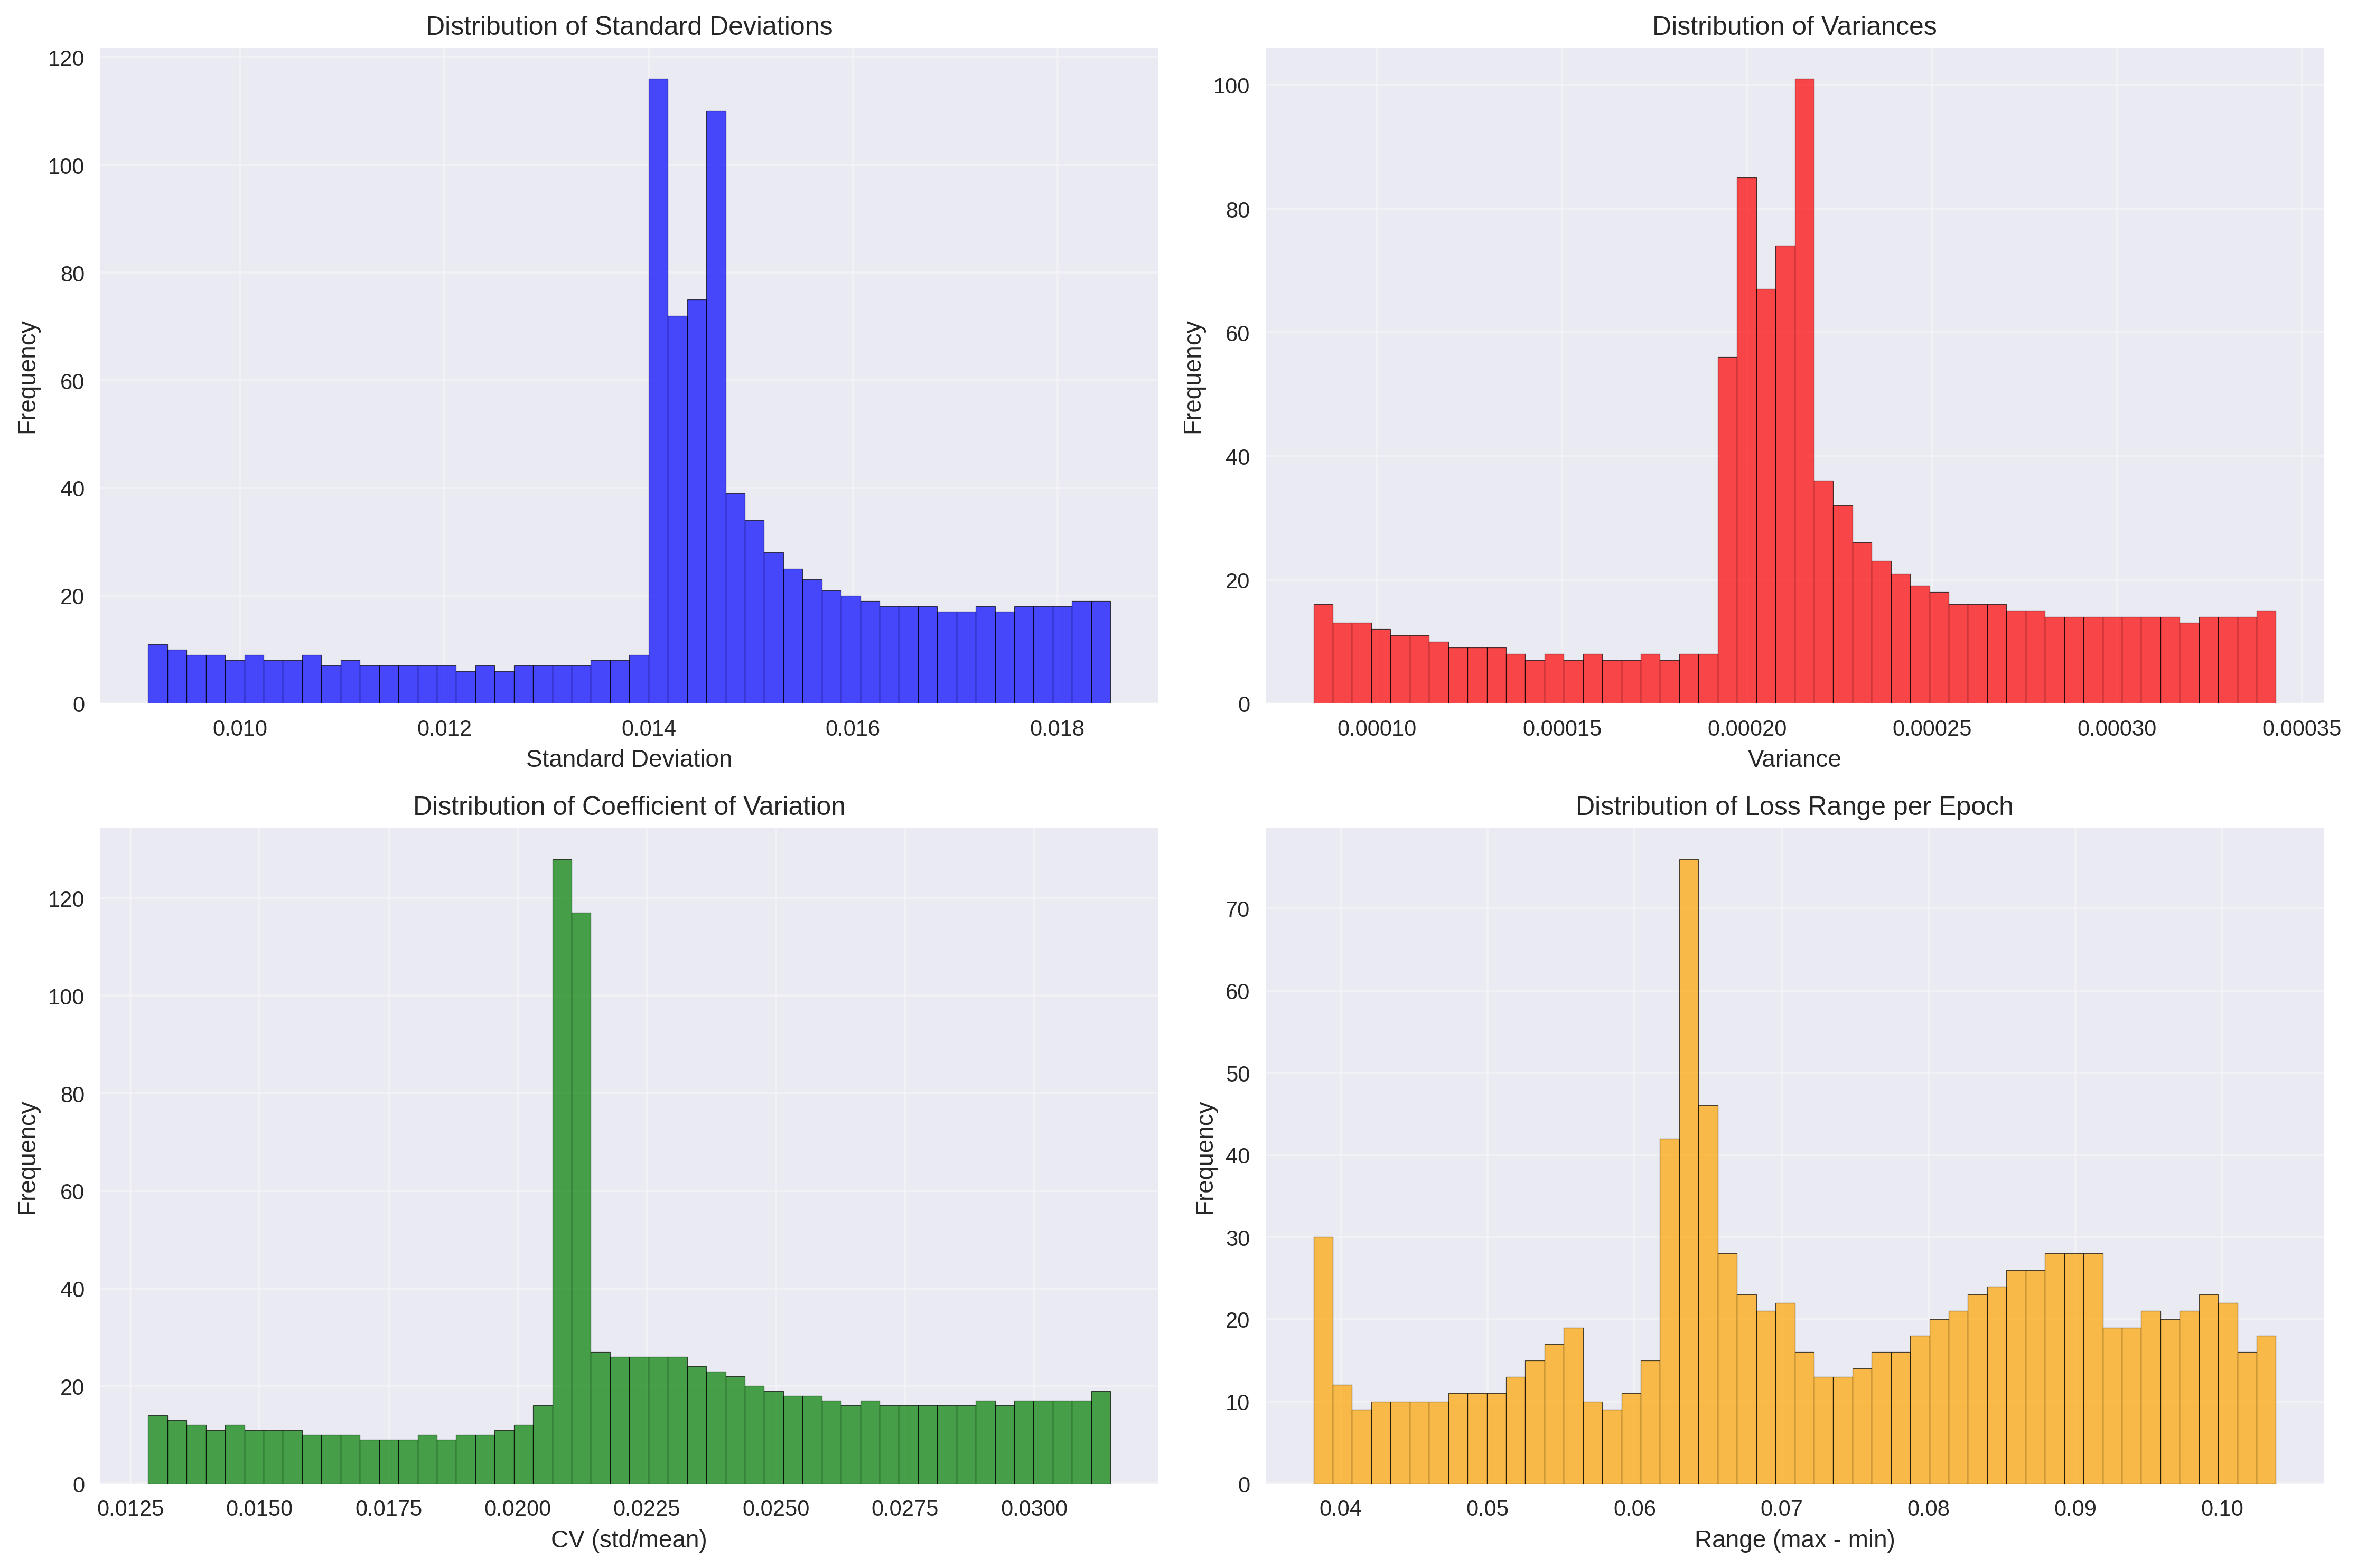 Distribution of Standard Deviations
Frequency
120
100
80
60
40
20
0
0.010 0.012 0.014 0.016 0.018
Standard Deviation
Distribution of Variances
Frequency
100
80
60
40
20
0
0.00010 0.00015 0.00020 0.00025 0.00030 0.00035
Variance
Distribution of Coefficient of Variation
Frequency
120
100
80
60
40
20
0
0.0125 0.0150 0.0175 0.0200 0.0225 0.0250 0.0275 0.0300
CV (std/mean)
Distribution of Loss Range per Epoch
Frequency
70
60
50
40
30
20
10
0
0.04 0.05 0.06 0.07 0.08 0.09 0.10
Range (max - min)